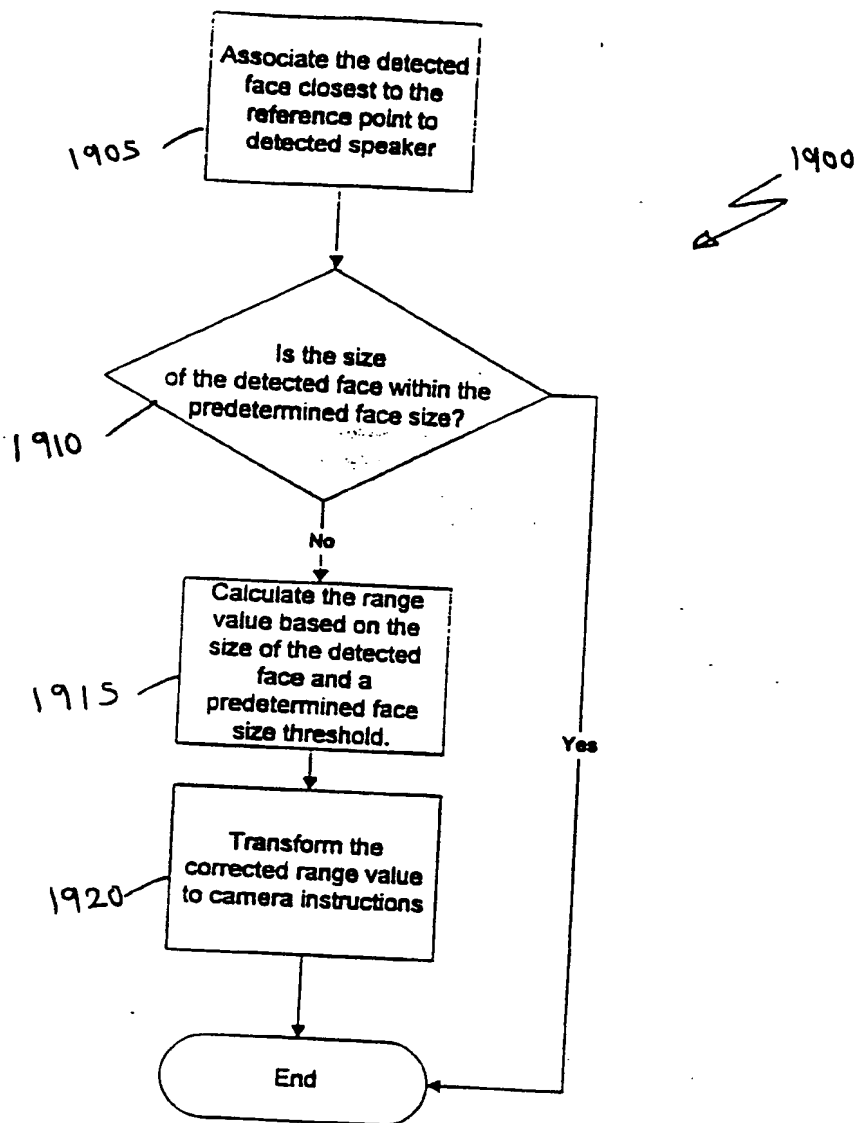 Associate the detected
face closest to the
reference point to
detected speaker
1905
1900
Is the size
of the detected face within the
predetermined face size?
1910
No
Calculate the range
value based on the
size of the detected
face and a
predetermined face
size threshold.
1915
Yes
Transform the
corrected range value
to camera instructions
1920
End